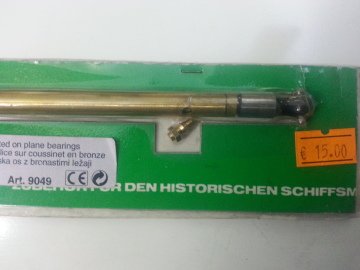 € 15.00
ted on plane bearings
lice sur coussinet en bronze
ska os z bronastimi ležaji
Art. 9049 CE
ZUBEHÖR FÜR DEN HISTORISCHEN SCHIFFSM